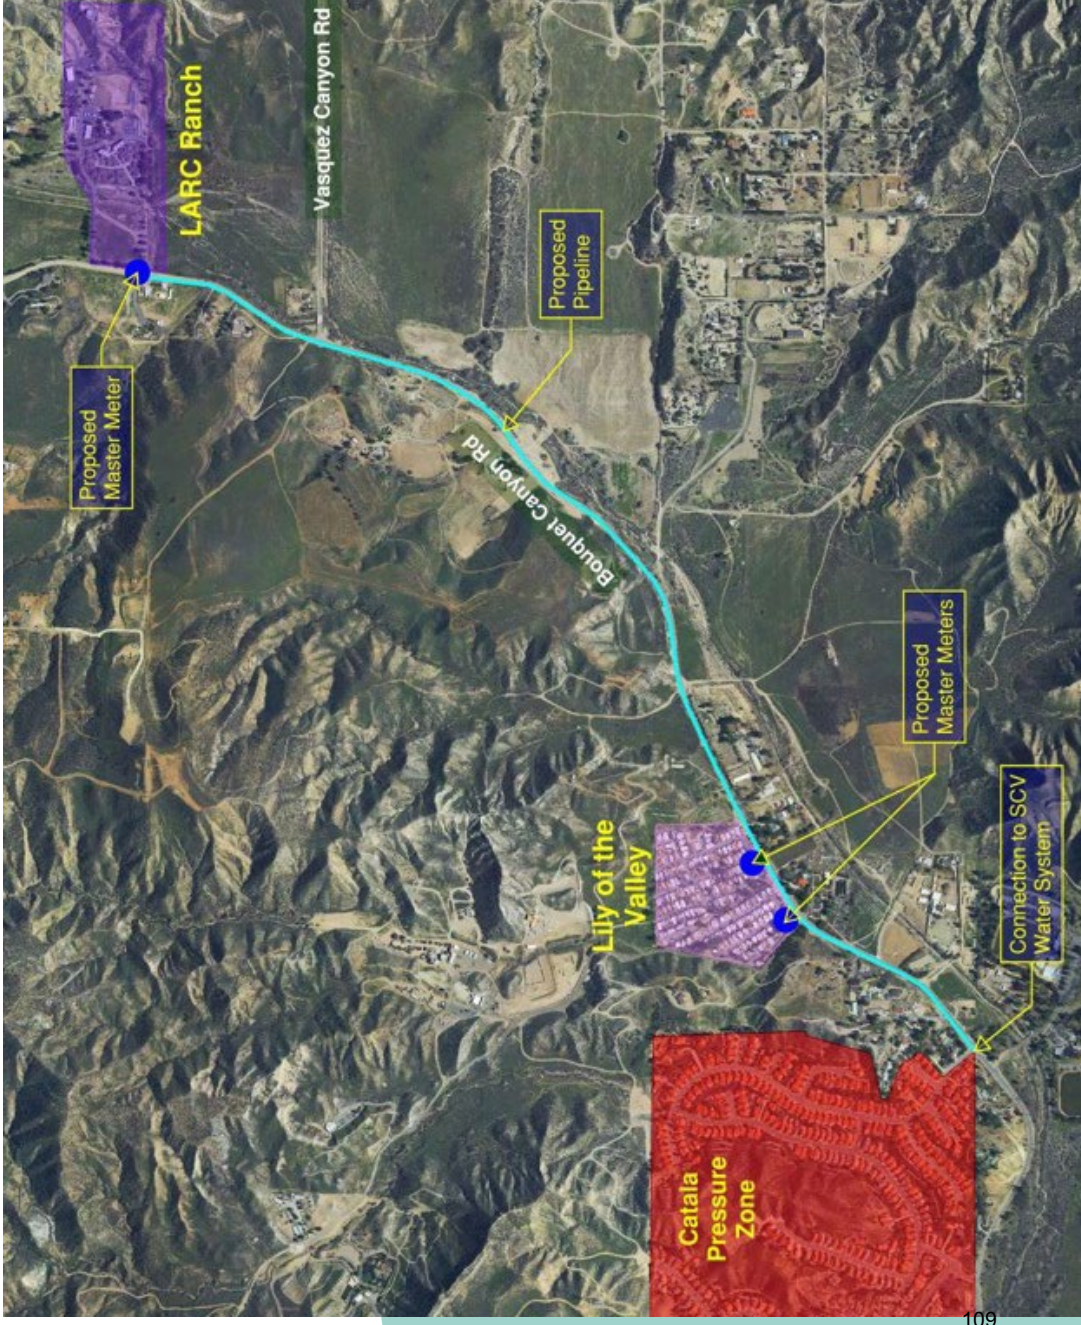 LARC Ranch
Vasquez Canyon Rd
Proposed
Master Meter
Proposed
Pipeline
Bouquet Canyon Rd
Proposed
Master Meters
Lily of the
Valley
Connection to SCV
Water System
Catala
Pressure
Zone
109